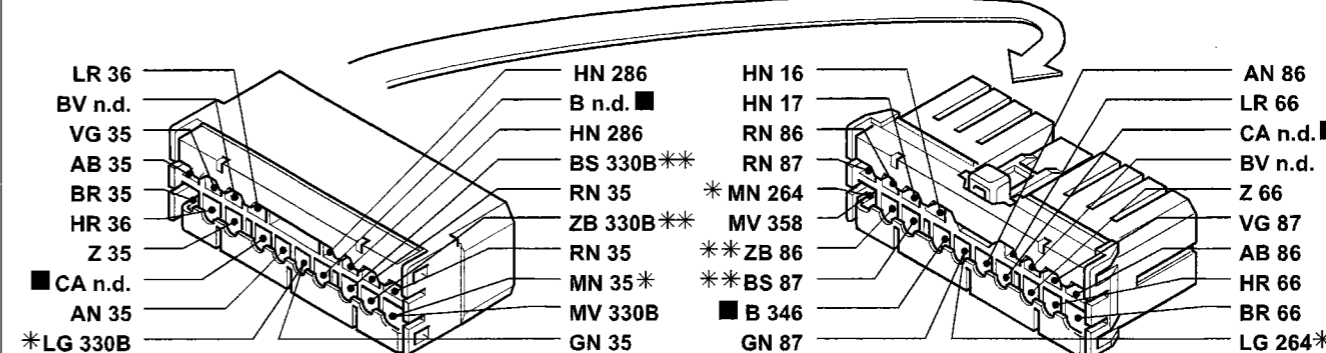 LR 36
BV n.d.
VG 35
AB 35
BR 35
HR 36
Z 35
■ CA n.d.
AN 35
✳LG 330B
HN 286
B n.d. ■
HN 286
BS 330B✳✳
RN 35
ZB 330B✳✳
RN 35
MN 35✳
MV 330B
GN 35
HN 16
HN 17
RN 86
RN 87
✳MN 264
MV 358
✳✳ZB 86
✳✳BS 87
■ B 346
GN 87
AN 86
LR 66
CA n.d.■
BV n.d.
Z 66
VG 87
AB 86
HR 66
BR 66
LG 264✳